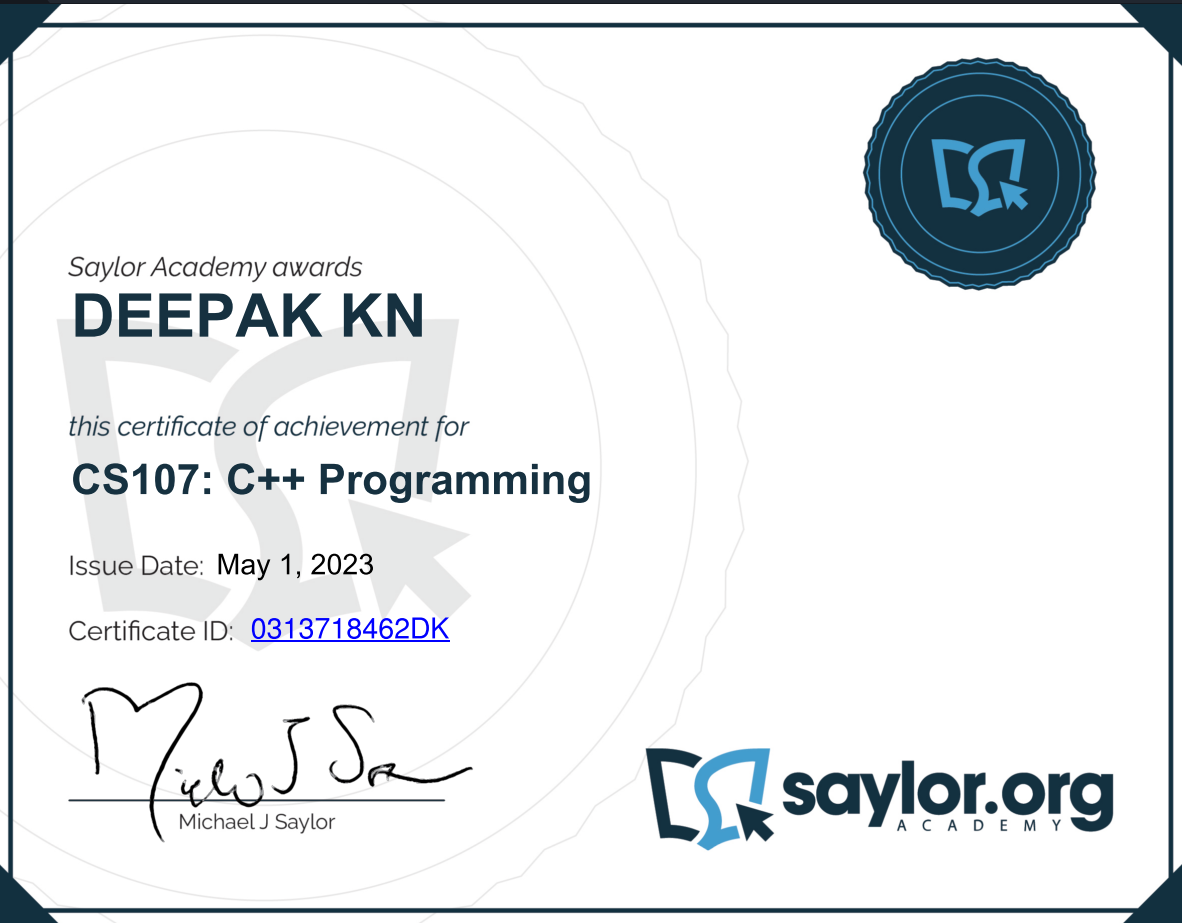 Saylor Academy awards
DEEPAK KN
this certificate of achievement for
CS107: C++ Programming
Issue Date: May 1, 2023
Certificate ID: 0313718462DK
Michael J Saylor
saylor.org
ACADEMY